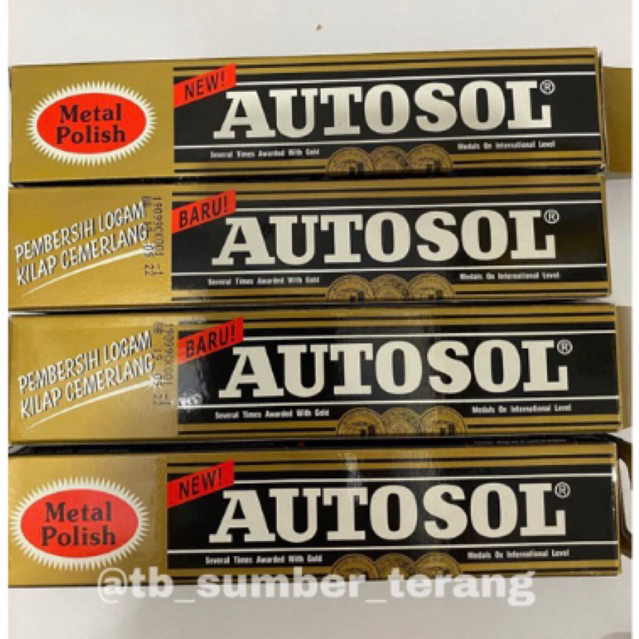 Metal
Polish
NEW!
AUTOSOL®
Several Times Awarded With Gold
Medals On International Level
PEMBERSIH LOGAM
KILAP CEMERLANG
BARU!
AUTOSOL®
Several Times Awarded With Gold
Medals On International Level
PEMBERSIH LOGAM
KILAP CEMERLANG
BARU!
AUTOSOL®
Several Times Awarded With Gold
Medals On International Level
Metal
Polish
NEW!
AUTOSOL®
Several Times Awarded With Gold
Medals On International Level
@tb_sumber_terang